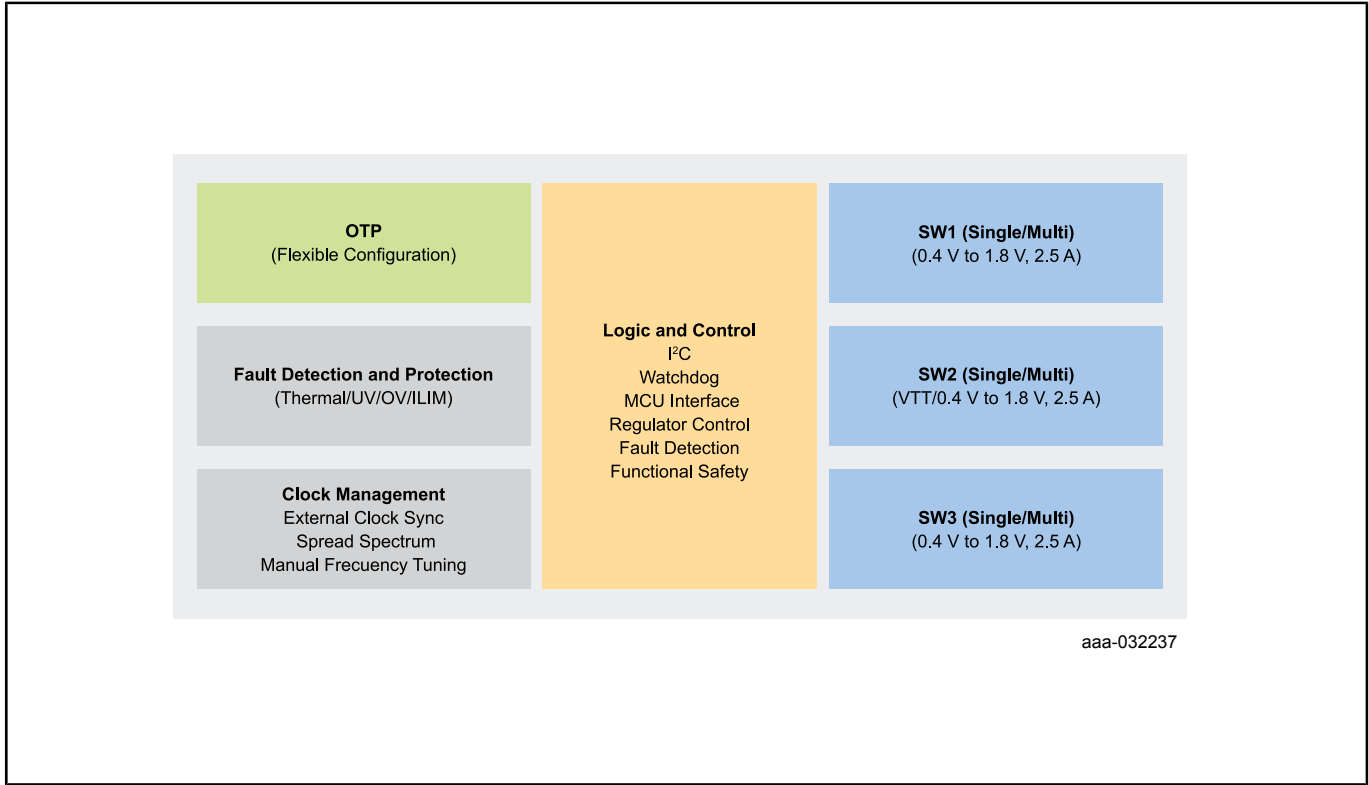 OTP
(Flexible Configuration)
Fault Detection and Protection
(Thermal/UV/OV/ILIM)
Clock Management
External Clock Sync
Spread Spectrum
Manual Frecuency Tuning
Logic and Control
I²C
Watchdog
MCU Interface
Regulator Control
Fault Detection
Functional Safety
SW1 (Single/Multi)
(0.4 V to 1.8 V, 2.5 A)
SW2 (Single/Multi)
(VTT/0.4 V to 1.8 V, 2.5 A)
SW3 (Single/Multi)
(0.4 V to 1.8 V, 2.5 A)
aaa-032237